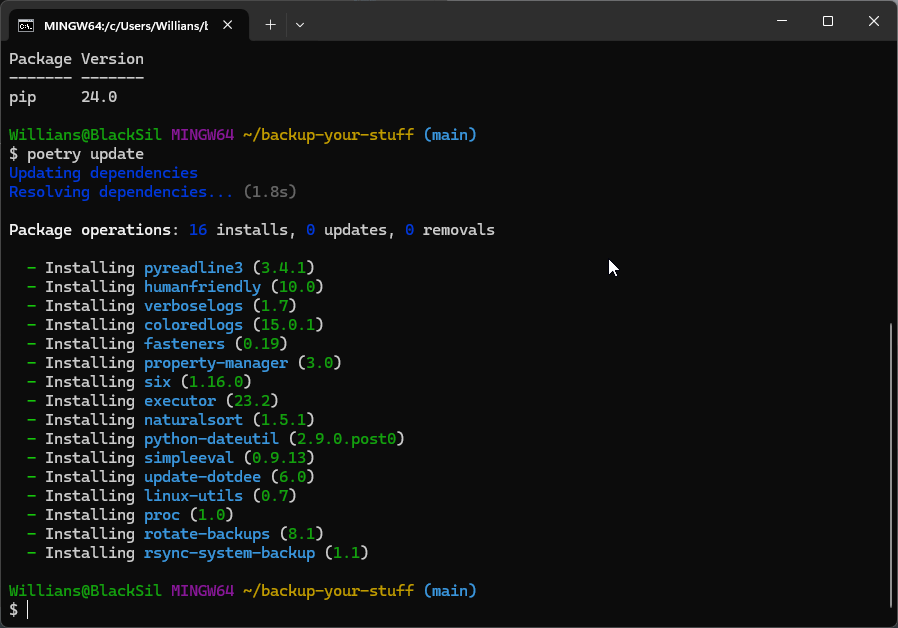 MINGW64:/c/Users/Willians/b
Package Version
------- -------
pip     24.0
Willians@BlackSil MINGW64 ~/backup-your-stuff (main)
$ poetry update
Updating dependencies
Resolving dependencies... (1.8s)
Package operations: 16 installs, 0 updates, 0 removals
  - Installing pyreadline3 (3.4.1)
  - Installing humanfriendly (10.0)
  - Installing verboselogs (1.7)
  - Installing coloredlogs (15.0.1)
  - Installing fasteners (0.19)
  - Installing property-manager (3.0)
  - Installing six (1.16.0)
  - Installing executor (23.2)
  - Installing naturalsort (1.5.1)
  - Installing python-dateutil (2.9.0.post0)
  - Installing simpleeval (0.9.13)
  - Installing update-dotdee (6.0)
  - Installing linux-utils (0.7)
  - Installing proc (1.0)
  - Installing rotate-backups (8.1)
  - Installing rsync-system-backup (1.1)
Willians@BlackSil MINGW64 ~/backup-your-stuff (main)
$